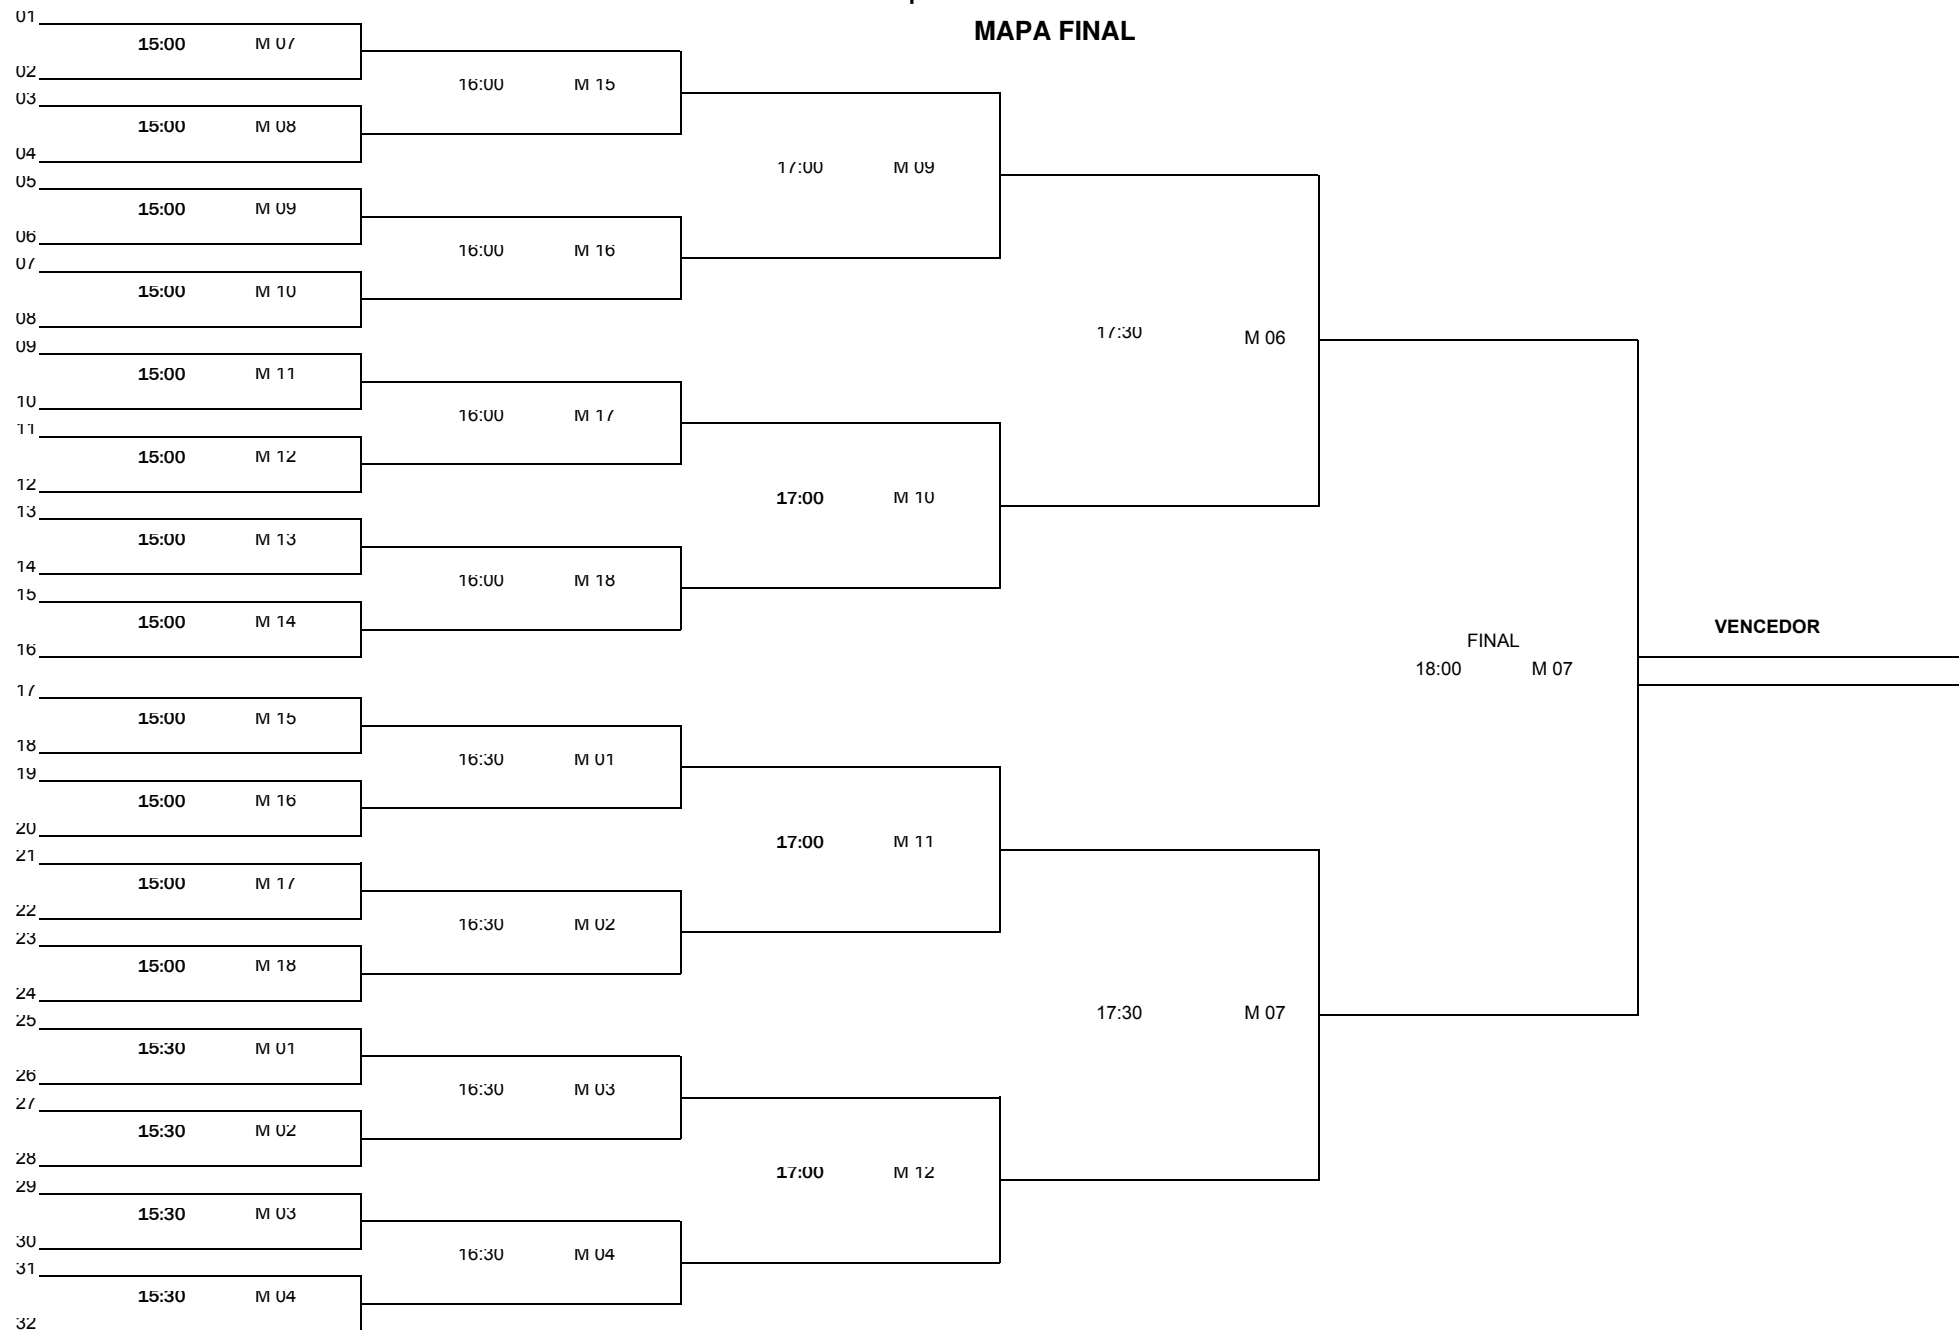 MAPA FINAL
01
15:00 M 07
02
16:00 M 15
03
15:00 M 08
04
17:00 M 09
05
15:00 M 09
06
16:00 M 16
07
15:00 M 10
08
17:30 M 06
09
15:00 M 11
10
16:00 M 17
11
15:00 M 12
12
17:00 M 10
13
15:00 M 13
14
16:00 M 18
15
15:00 M 14
16
VENCEDOR
FINAL
18:00 M 07
17
15:00 M 15
18
16:30 M 01
19
15:00 M 16
20
17:00 M 11
21
15:00 M 17
22
16:30 M 02
23
15:00 M 18
24
17:30 M 07
25
15:30 M 01
26
16:30 M 03
27
15:30 M 02
28
17:00 M 12
29
15:30 M 03
30
16:30 M 04
31
15:30 M 04
32